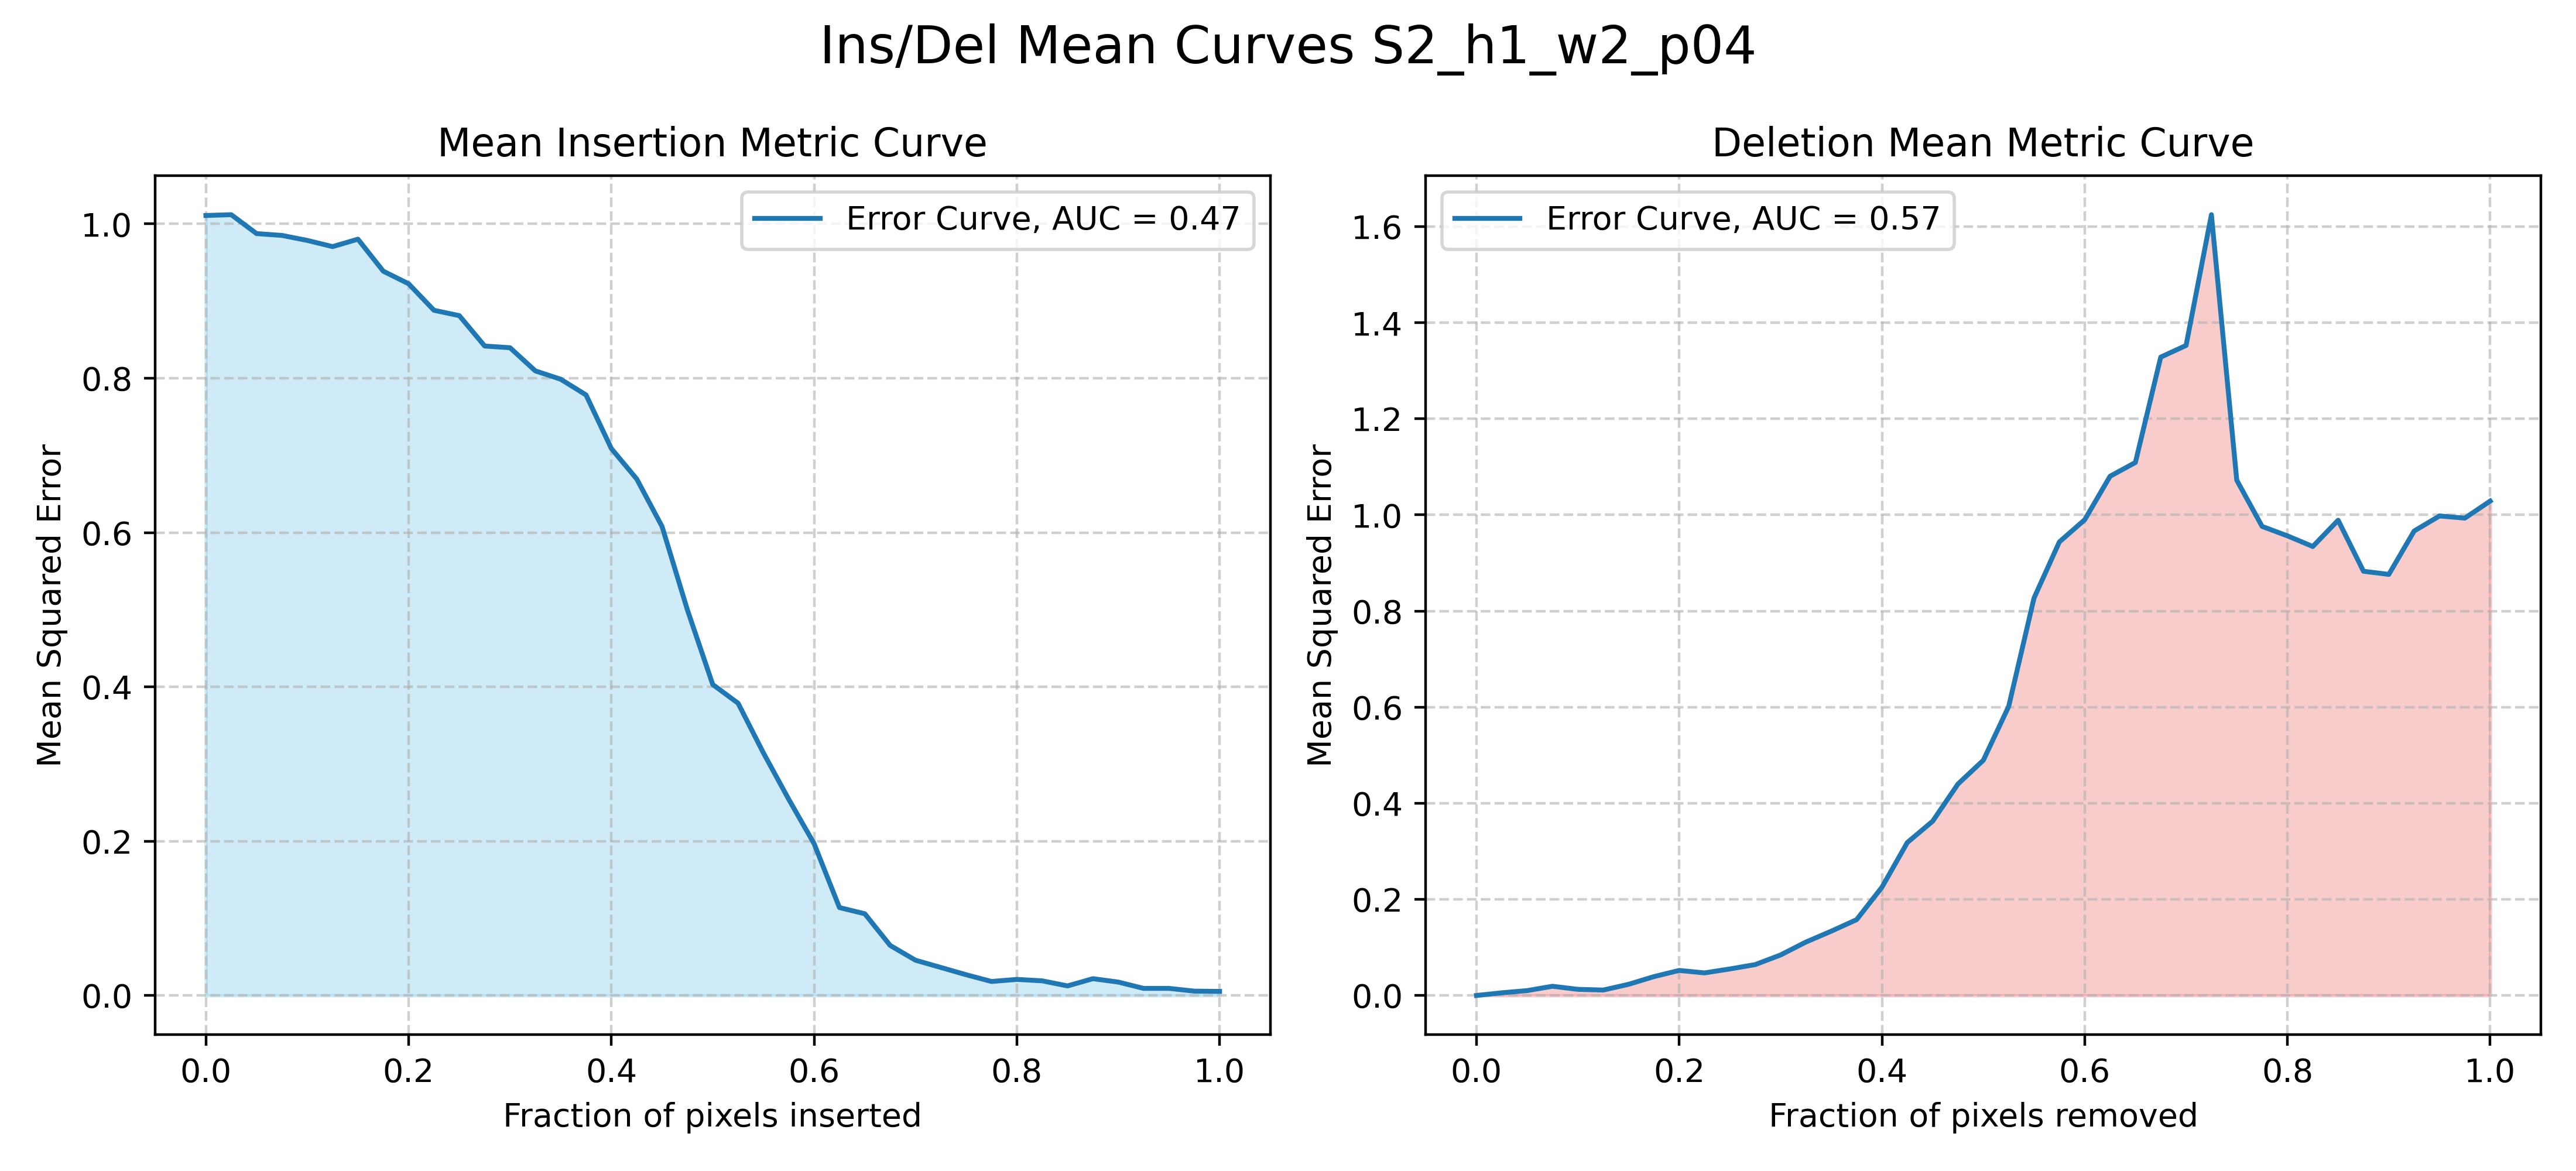 Ins/Del Mean Curves S2_h1_w2_p04
Mean Insertion Metric Curve
Error Curve, AUC = 0.47
Mean Squared Error
1.0
0.8
0.6
0.4
0.2
0.0
0.0 0.2 0.4 0.6 0.8 1.0
Fraction of pixels inserted
Deletion Mean Metric Curve
Error Curve, AUC = 0.57
Mean Squared Error
1.6
1.4
1.2
1.0
0.8
0.6
0.4
0.2
0.0
0.0 0.2 0.4 0.6 0.8 1.0
Fraction of pixels removed